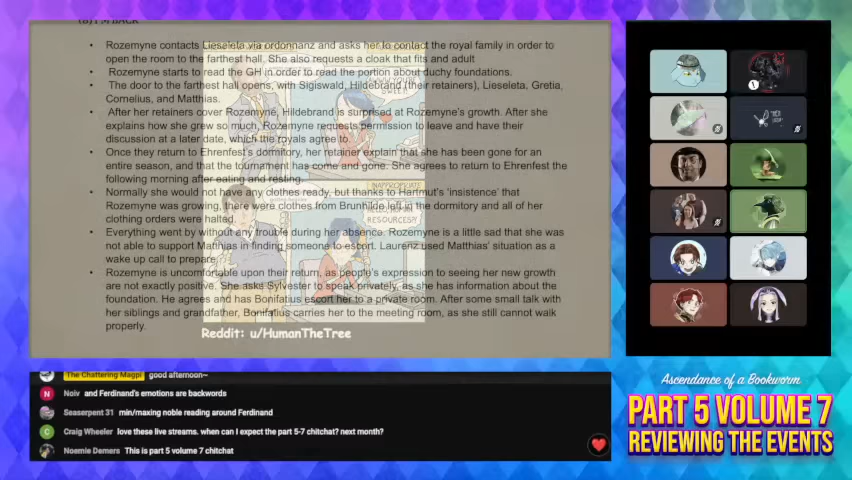 • Rozemyne contacts Lieseleta via ordonnanz and asks her to contact the royal family in order to
open the room to the farthest hall. She also requests a cloak that fits and adult
• Rozemyne starts to read the GH in order to read the portion about duchy foundations.
• The door to the farthest hall opens, with Sigiswald, Hildebrand (their retainers), Lieseleta, Gretia,
Cornelius, and Matthias.
• After her retainers cover Rozemyne, Hildebrand is surprised at Rozemyne's growth. After she
explains how she grew so much, Rozemyne requests permission to leave and have their
discussion at a later date, which the royals agree to.
• Once they return to Ehrenfest's dormitory, her retainer explain that she has been gone for an
entire season, and that the tournament has come and gone. She agrees to return to Ehrenfest the
following morning after eating and resting.
• Normally she would not have any clothes ready, but thanks to Hartmut's 'insistence' that
Rozemyne was growing, there were clothes from Brunhilde left in the dormitory and all of her
clothing orders were halted.
• Everything went by without any trouble during her absence. Rozemyne is a little sad that she was
not able to support Matthias in finding someone to escort. Laurenz used Matthias' situation as a
wake up call to prepare.
• Rozemyne is uncomfortable upon their return, as people's expression to seeing her new growth
are not exactly positive. She asks Sylvester to speak privately, as she has information about the
foundation. He agrees and has Bonifatius escort her to a private room. After some small talk with
her siblings and grandfather, Bonifatius carries her to the meeting room, as she still cannot walk
properly.
INAPPROPRIATE
RESOURCES!
Reddit: u/HumanTheTree
The Chattering Magpi good afternoon~
N Noiv and Ferdinand's emotions are backwords
Seaserpent 31 min/maxing noble reading around Ferdinand
C Craig Wheeler love these live streams. when can I expect the part 5-7 chitchat? next month?
Noemie Demers This is part 5 volume 7 chitchat
Ascendance of a Bookworm
PART 5 VOLUME 7
REVIEWING THE EVENTS